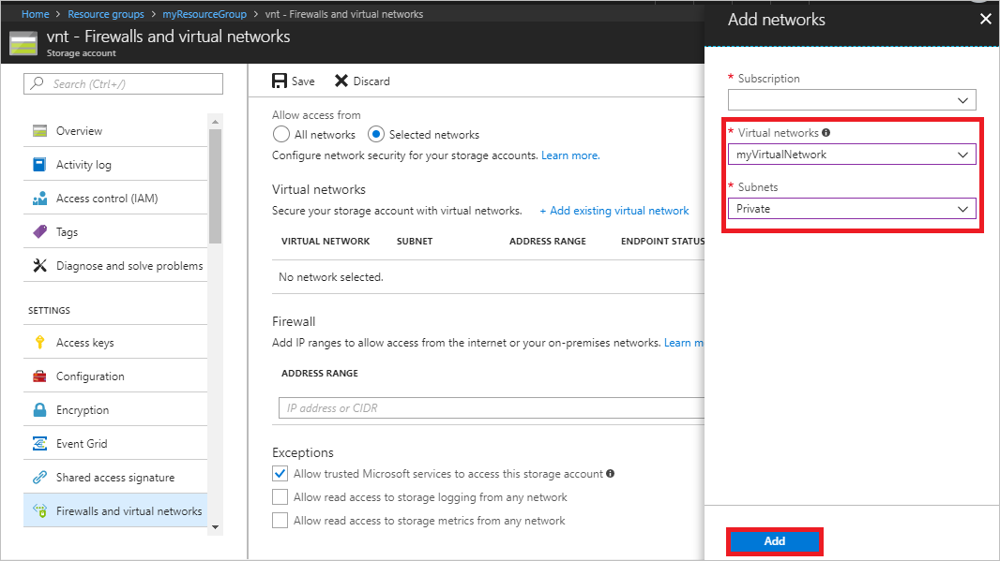 Home > Resource groups > myResourceGroup > vnt - Firewalls and virtual networks
vnt - Firewalls and virtual networks
Storage account
Search (Ctrl+/)
Overview
Activity log
Access control (IAM)
Tags
Diagnose and solve problems
SETTINGS
Access keys
Configuration
Encryption
Event Grid
Shared access signature
Firewalls and virtual networks
Save Discard
Allow access from
All networks Selected networks
Configure network security for your storage accounts. Learn more.
Virtual networks
Secure your storage account with virtual networks. + Add existing virtual network
VIRTUAL NETWORK SUBNET ADDRESS RANGE ENDPOINT STATUS
No network selected.
Firewall
Add IP ranges to allow access from the internet or your on-premises networks. Learn m
ADDRESS RANGE
IP address or CIDR
Exceptions
Allow trusted Microsoft services to access this storage account
Allow read access to storage logging from any network
Allow read access to storage metrics from any network
Add networks
* Subscription
* Virtual networks
myVirtualNetwork
* Subnets
Private
Add